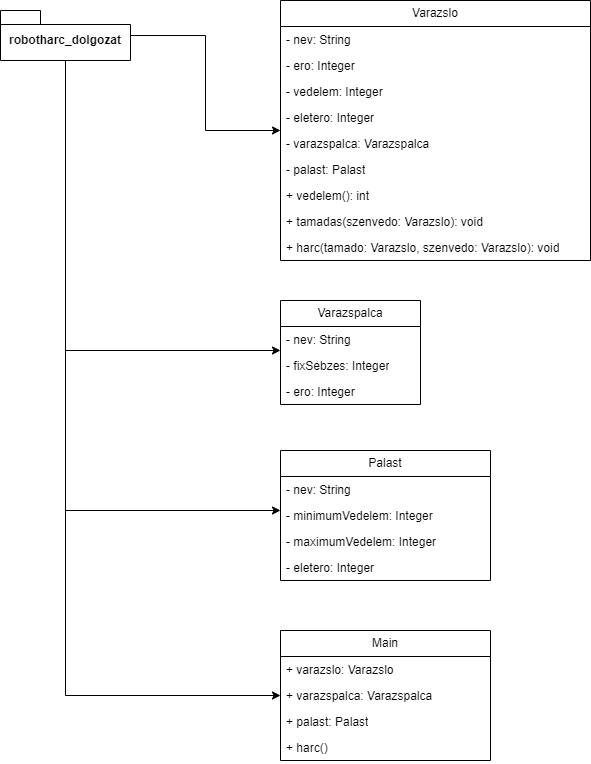 robotharc_dolgozat
Varazslo
- nev: String
- ero: Integer
- vedelem: Integer
- eletero: Integer
- varazspalca: Varazspalca
- palast: Palast
+ vedelem(): int
+ tamadas(szenvedo: Varazslo): void
+ harc(tamado: Varazslo, szenvedo: Varazslo): void
Varazspalca
- nev: String
- fixSebzes: Integer
- ero: Integer
Palast
- nev: String
- minimumVedelem: Integer
- maximumVedelem: Integer
- eletero: Integer
Main
+ varazslo: Varazslo
+ varazspalca: Varazspalca
+ palast: Palast
+ harc()